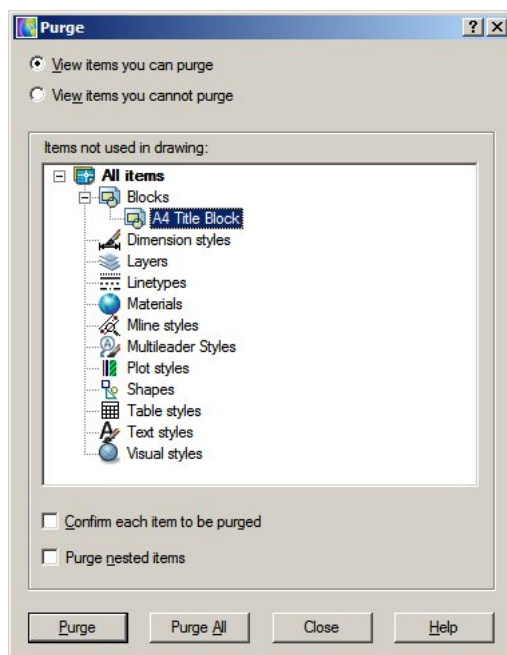 Purge
View items you can purge
View items you cannot purge
Items not used in drawing:
All items
Blocks
A4 Title Block
Dimension styles
Layers
Linetypes
Materials
Mline styles
Multileader Styles
Plot styles
Shapes
Table styles
Text styles
Visual styles
Confirm each item to be purged
Purge nested items
Purge Purge All Close Help